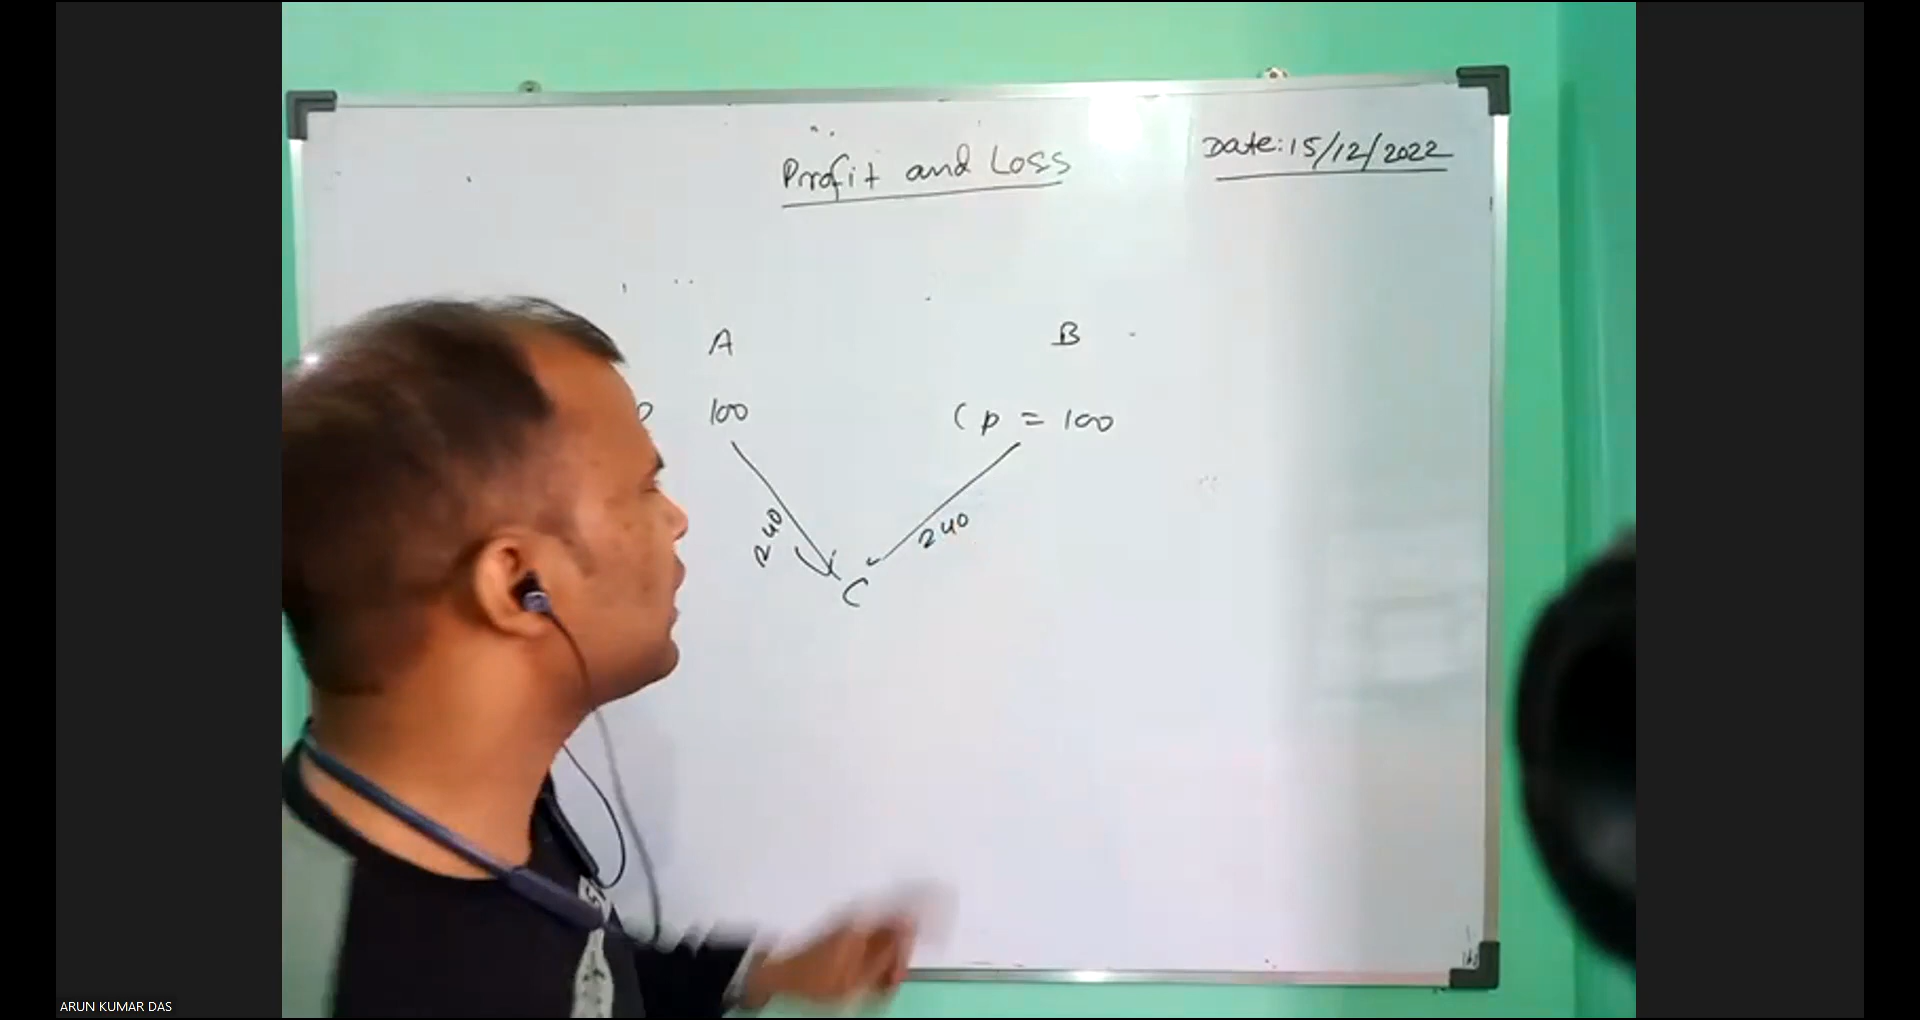 Profit and Loss
Date: 15/12/2022
A
B
100
Cp = 100
240
240
C
ARUN KUMAR DAS